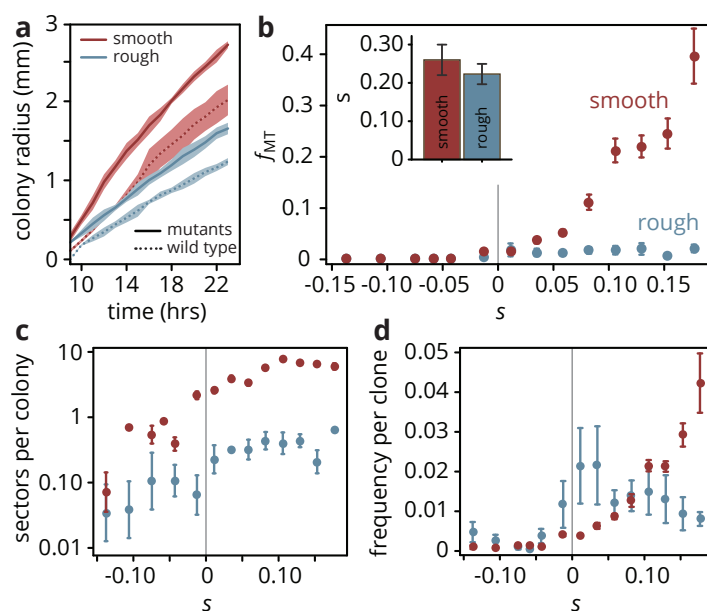 a
3
2
1
0
colony radius (mm)
smooth
rough
mutants
wild type
10
14
18
22
time (hrs)
b
0.4
0.3
0.2
0.1
0
fMT
0.30
0.20
0.10
0.00
s
smooth
rough
smooth
rough
-0.15
-0.10
-0.05
0
0.05
0.10
0.15
s
c
10
1
0.10
0.01
sectors per colony
-0.10
0
0.10
s
d
0.05
0.04
0.03
0.02
0.01
0
frequency per clone
-0.10
0
0.10
s